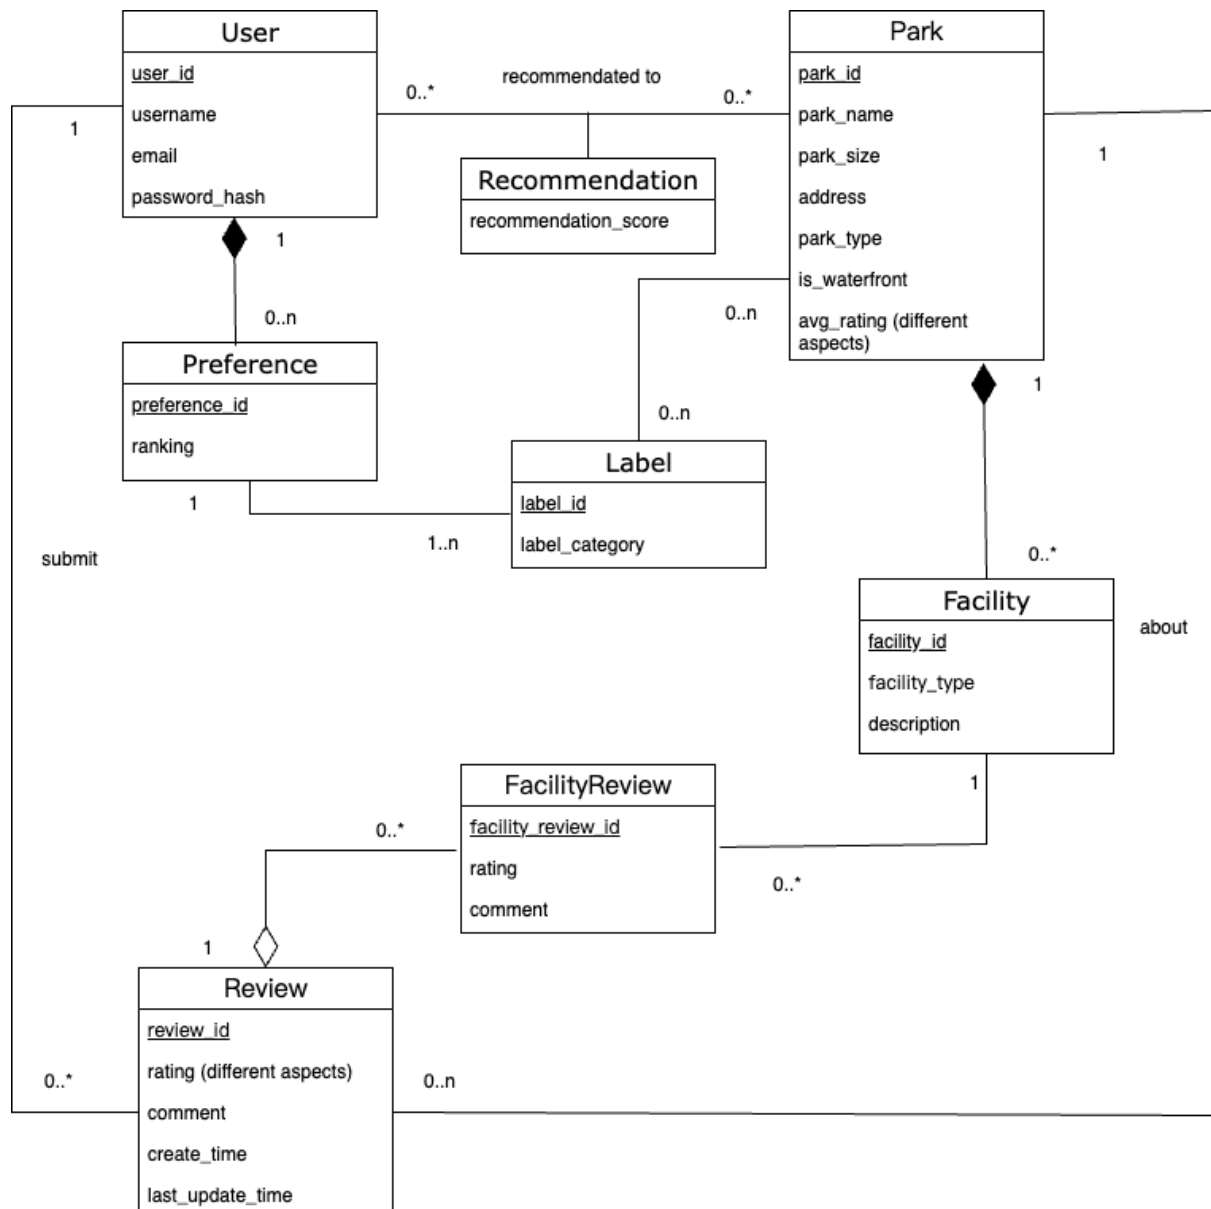 User
user_id
username
email
password_hash
recommendated to
0..*
0..*
1
Park
park_id
park_name
park_size
address
park_type
is_waterfront
avg_rating (different
aspects)
1
Recommendation
recommendation_score
1
0..n
0..n
Preference
preference_id
ranking
1
1..n
0..n
Label
label_id
label_category
1
0..*
submit
Facility
facility_id
facility_type
description
about
1
FacilityReview
facility_review_id
rating
comment
0..*
0..*
1
Review
review_id
rating (different aspects)
comment
create_time
last_update_time
0..*
0..n